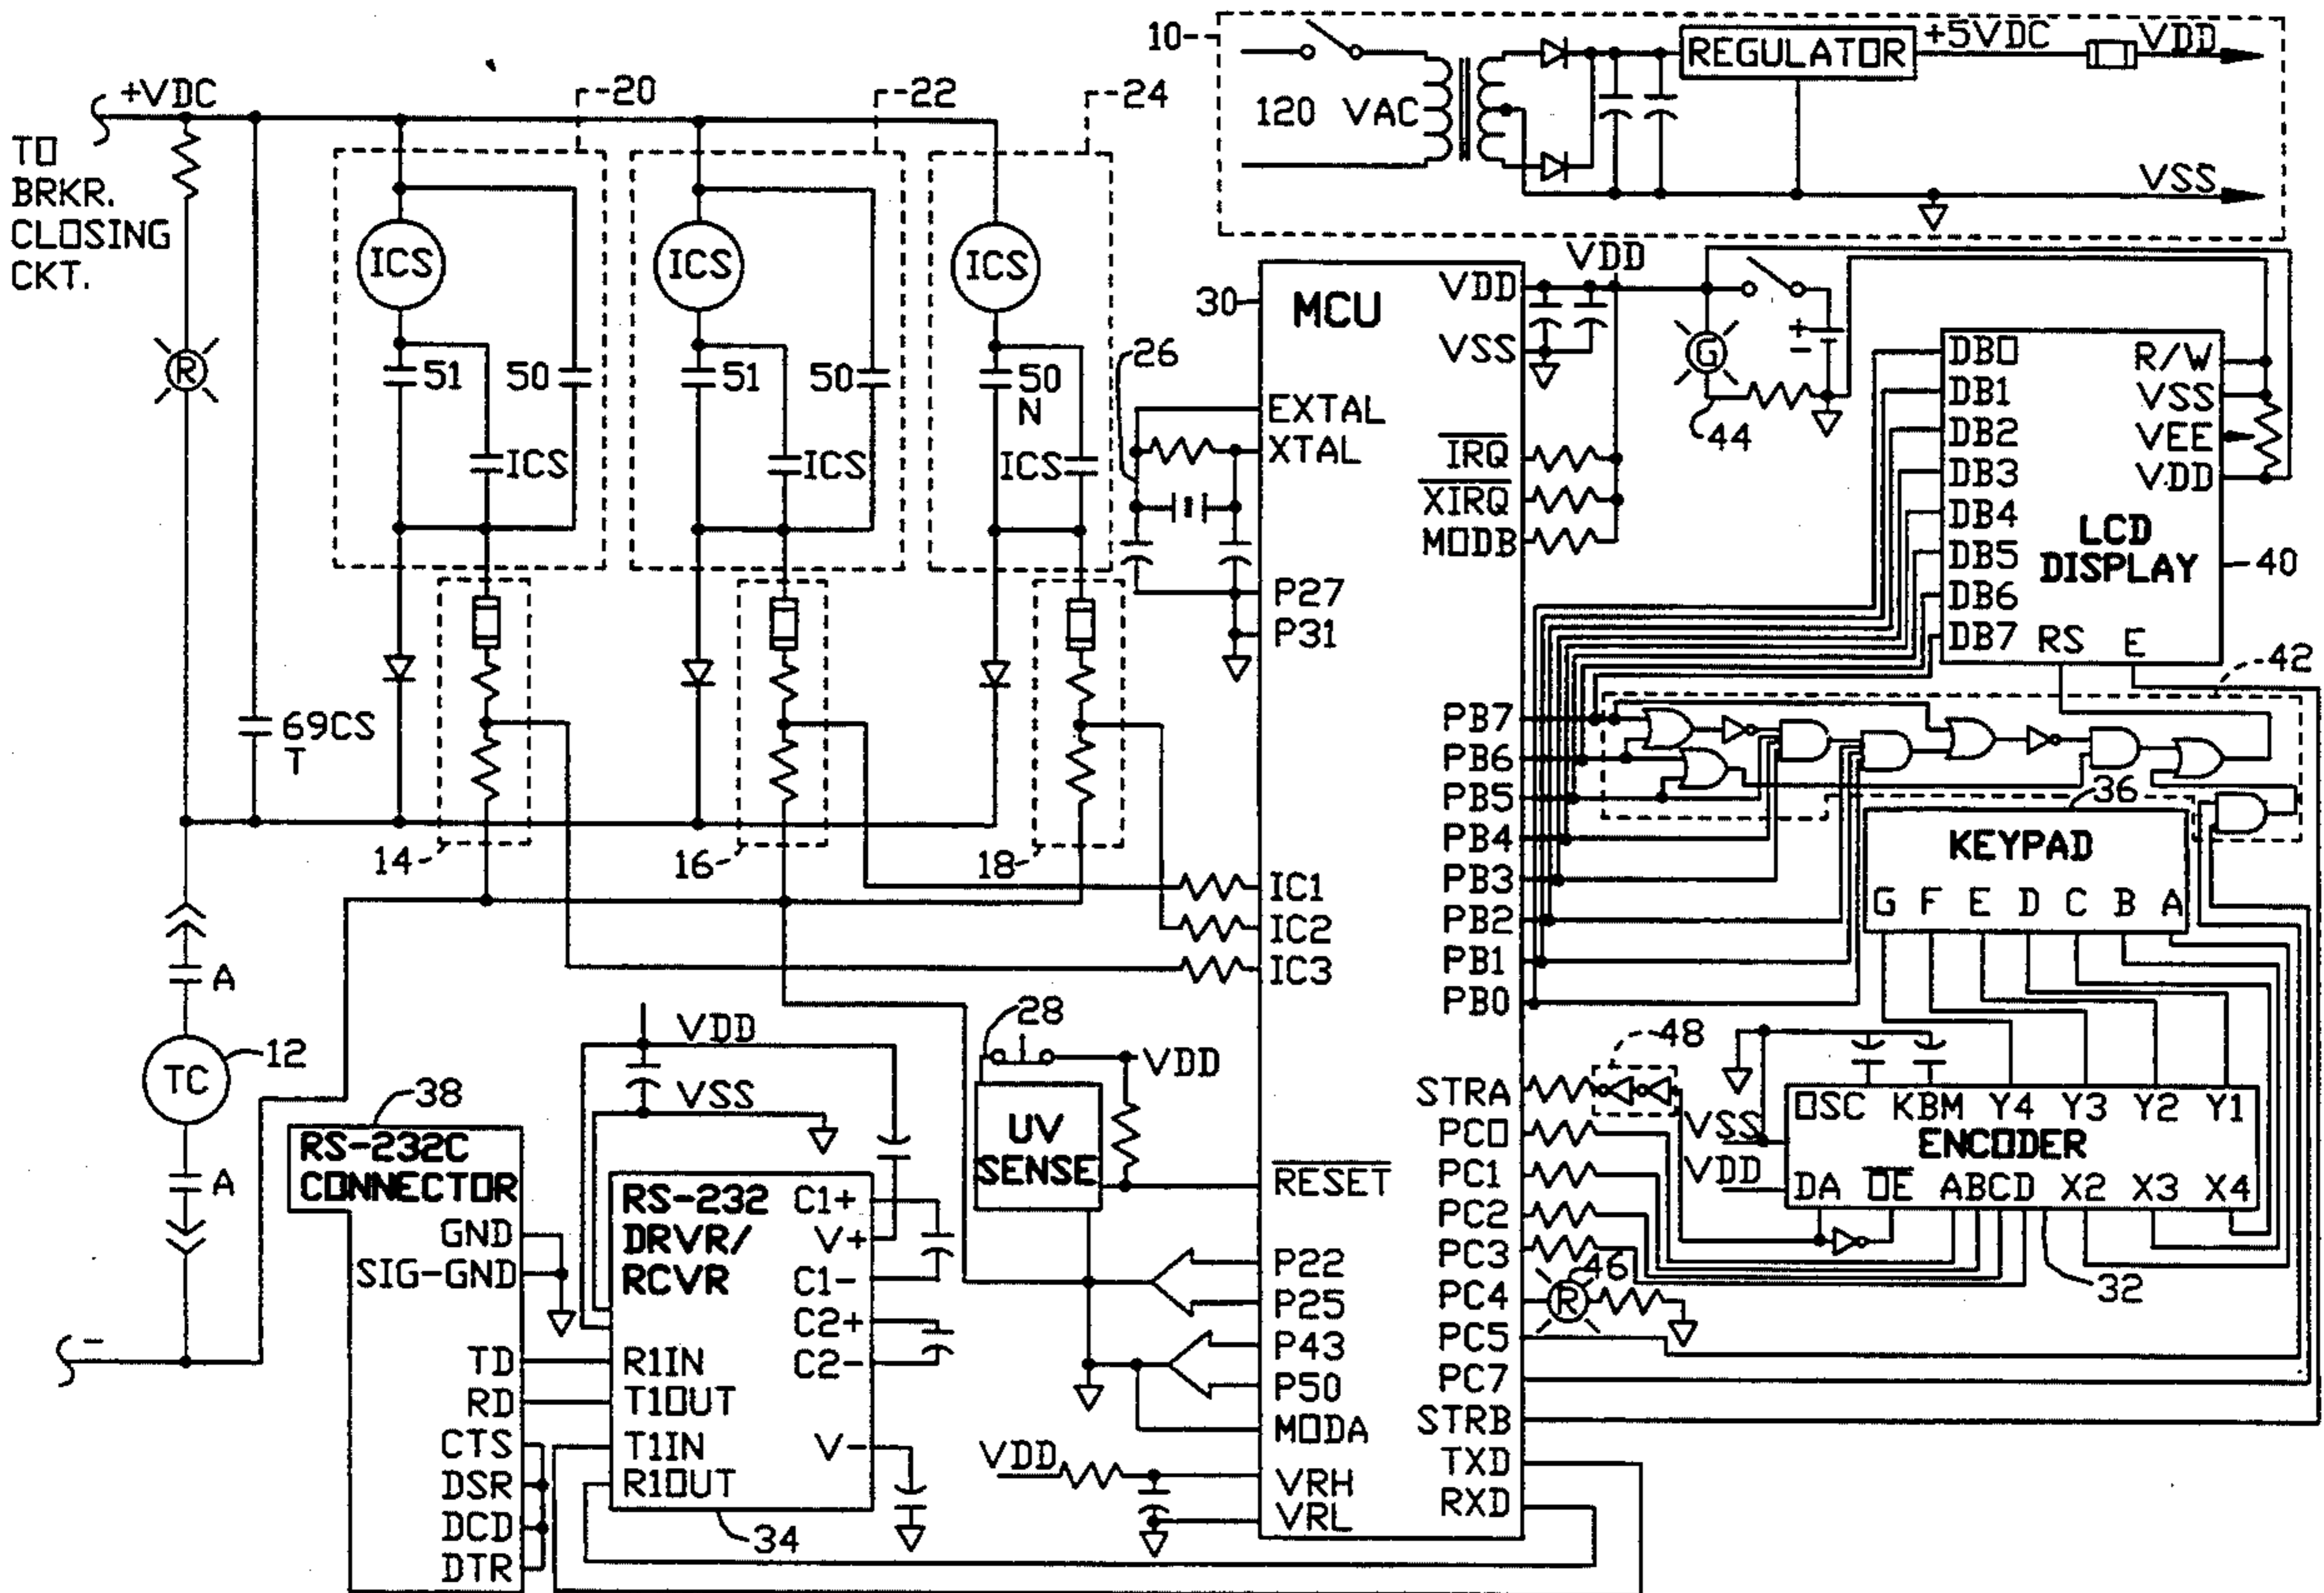 10
120 VAC
REGULATOR
+5VDC
VDD
VSS
+VDC
TO
BRKR.
CLOSING
CKT.
20
22
24
ICS
51
50
ICS
ICS
51
50
ICS
ICS
50
N
ICS
R
69CS
T
14
16
18
A
TC
12
A
-
30
MCU
26
EXTAL
XTAL
P27
P31
IC1
IC2
IC3
RESET
P22
P25
P43
P50
MODA
VRH
VRL
VDD
VSS
IRQ
XIRQ
MODB
PB7
PB6
PB5
PB4
PB3
PB2
PB1
PB0
STRA
PC0
PC1
PC2
PC3
PC4
PC5
PC7
STRB
TXD
RXD
VDD
G
44
+
-
DB0
DB1
DB2
DB3
DB4
DB5
DB6
DB7
R/W
VSS
VEE
VDD
LCD
DISPLAY
RS
E
40
42
36
KEYPAD
G F E D C B A
48
OSC KBM Y4 Y3 Y2 Y1
ENCODER
VSS
VDD
DA OE ABCD X2 X3 X4
32
46
R
28
VDD
UV
SENSE
VDD
38
RS-232C
CONNECTOR
GND
SIG-GND
TD
RD
CTS
DSR
DCD
DTR
VDD
VSS
RS-232
DRVR/
RCVR
C1+
V+
C1-
C2+
C2-
V-
R1IN
T1OUT
T1IN
R1OUT
34